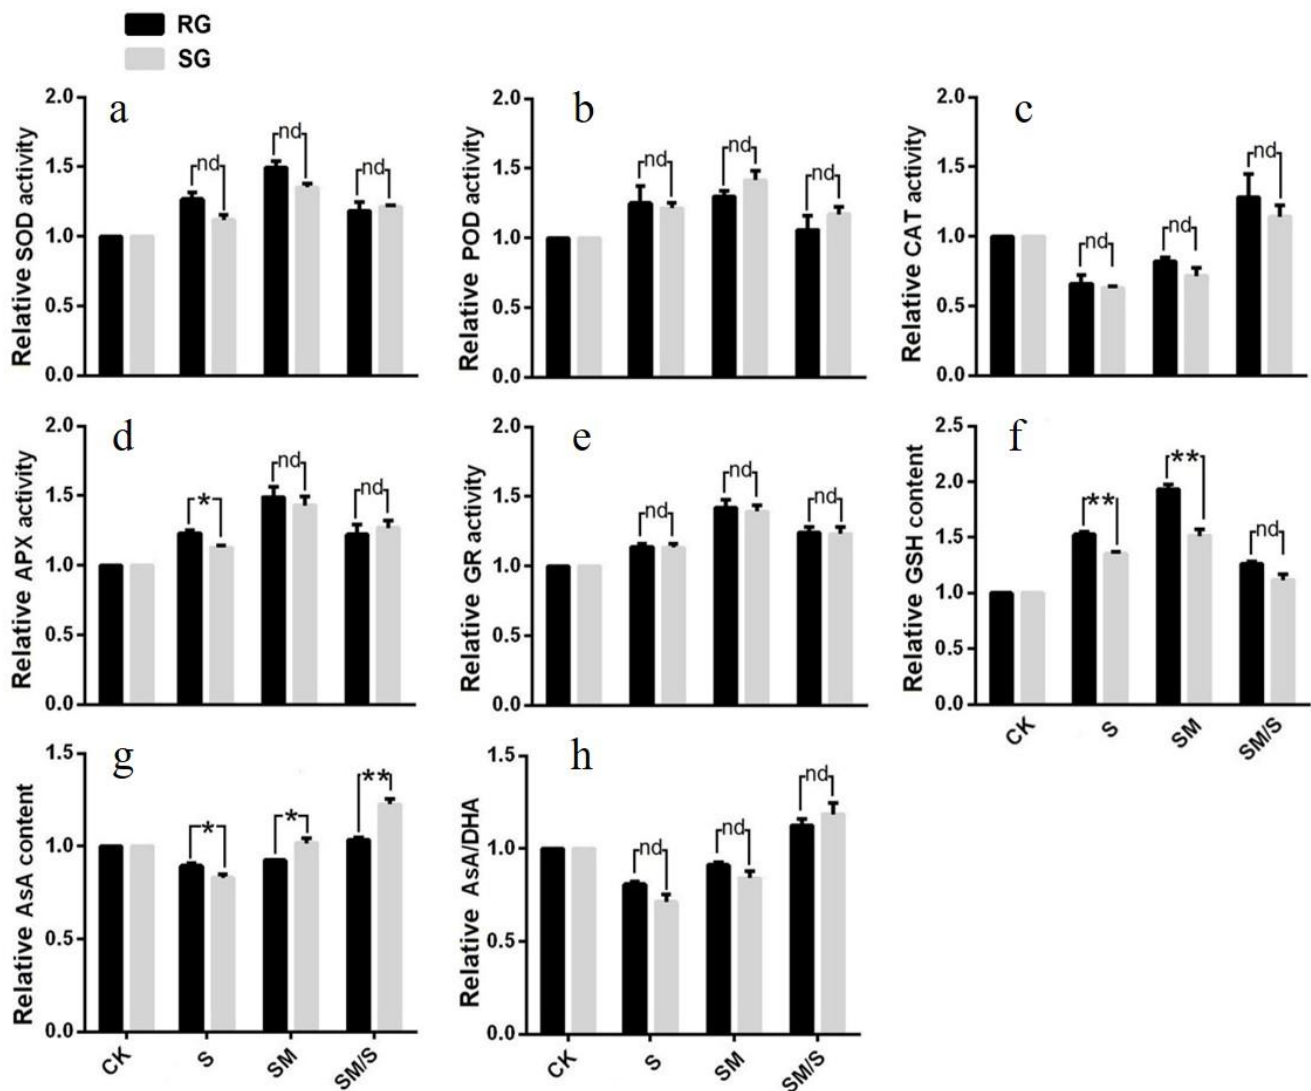 RG
SG
a
Relative SOD activity
2.0
1.5
1.0
0.5
0.0
nd
nd
nd
b
Relative POD activity
2.0
1.5
1.0
0.5
0.0
nd
nd
nd
c
Relative CAT activity
2.0
1.5
1.0
0.5
0.0
nd
nd
nd
d
Relative APX activity
2.0
1.5
1.0
0.5
0.0
*
nd
nd
e
Relative GR activity
2.0
1.5
1.0
0.5
0.0
nd
nd
nd
f
Relative GSH content
2.5
2.0
1.5
1.0
0.5
0.0
**
**
nd
CK
S
SM
SM/S
g
Relative AsA content
1.5
1.0
0.5
0.0
*
*
**
CK
S
SM
SM/S
h
Relative AsA/DHA
1.5
1.0
0.5
0.0
nd
nd
nd
CK
S
SM
SM/S